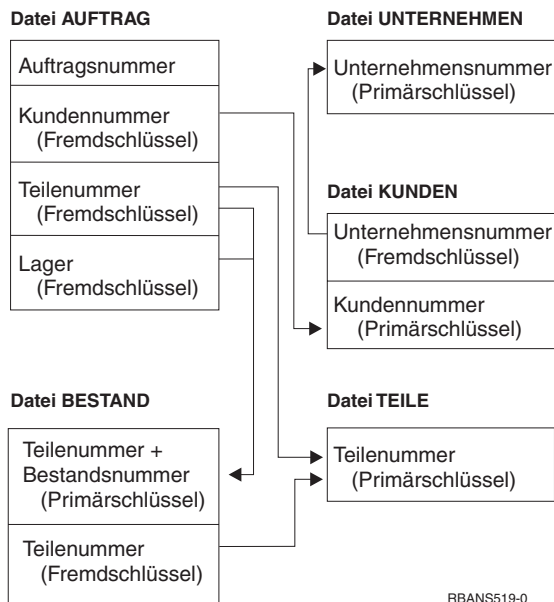 Datei AUFTRAG
Auftragsnummer
Kundennummer
(Fremdschlüssel)
Teilenummer
(Fremdschlüssel)
Lager
(Fremdschlüssel)
Datei UNTERNEHMEN
Unternehmensnummer
(Primärschlüssel)
Datei KUNDEN
Unternehmensnummer
(Fremdschlüssel)
Kundennummer
(Primärschlüssel)
Datei BESTAND
Teilenummer +
Bestandsnummer
(Primärschlüssel)
Teilenummer
(Fremdschlüssel)
Datei TEILE
Teilenummer
(Primärschlüssel)
RBANS519-0